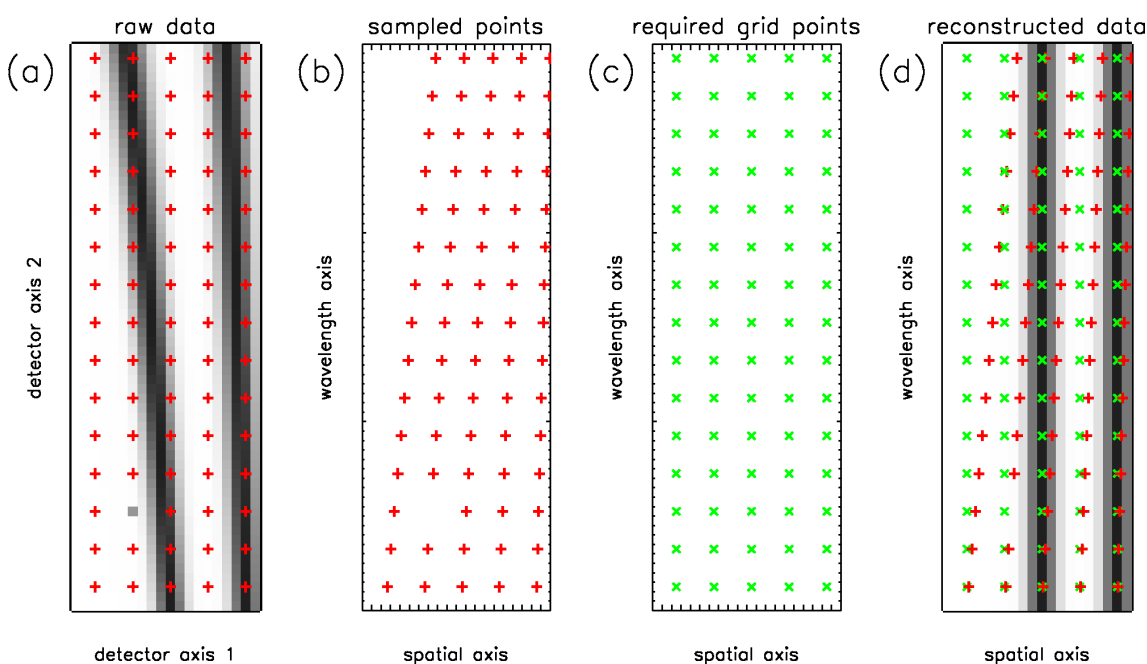 raw data
sampled points
required grid points
reconstructed data
(a)
(b)
(c)
(d)
detector axis 2
wavelength axis
wavelength axis
wavelength axis
detector axis 1
spatial axis
spatial axis
spatial axis